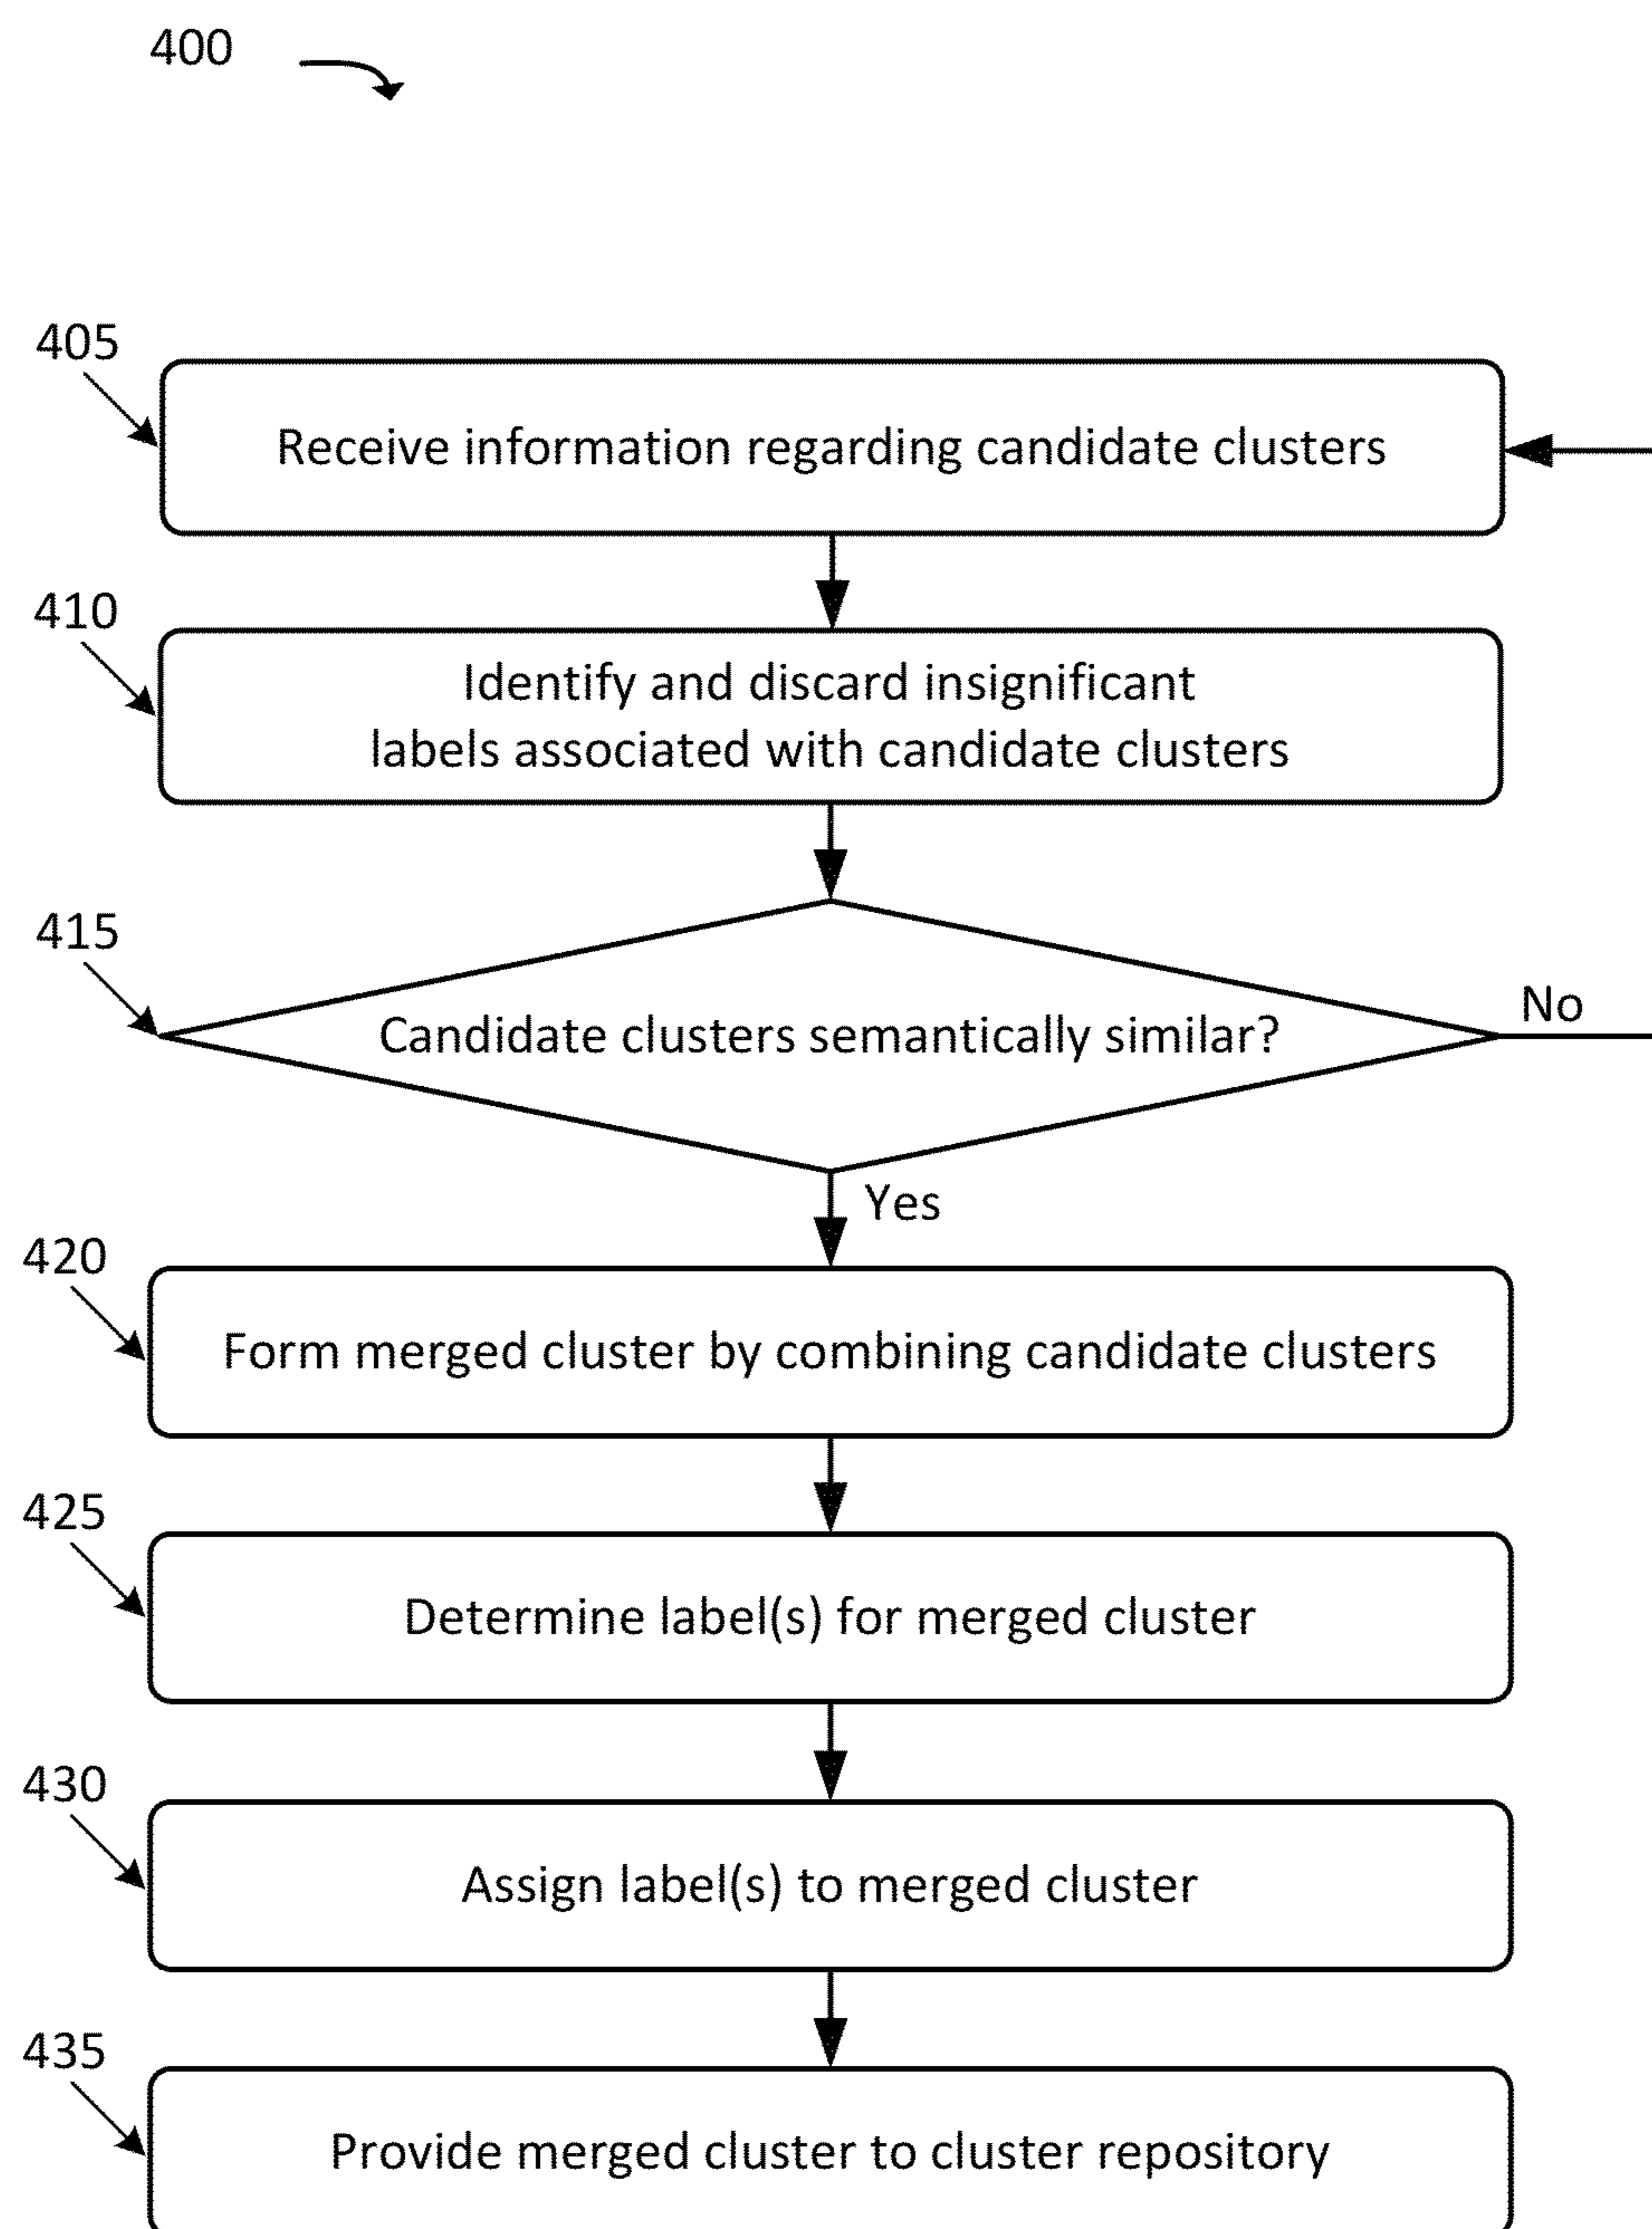 400
405
Receive information regarding candidate clusters
410
Identify and discard insignificant
labels associated with candidate clusters
415
Candidate clusters semantically similar?
No
Yes
420
Form merged cluster by combining candidate clusters
425
Determine label(s) for merged cluster
430
Assign label(s) to merged cluster
435
Provide merged cluster to cluster repository